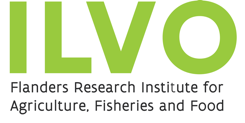 ILVO
Flanders Research Institute for
Agriculture, Fisheries and Food